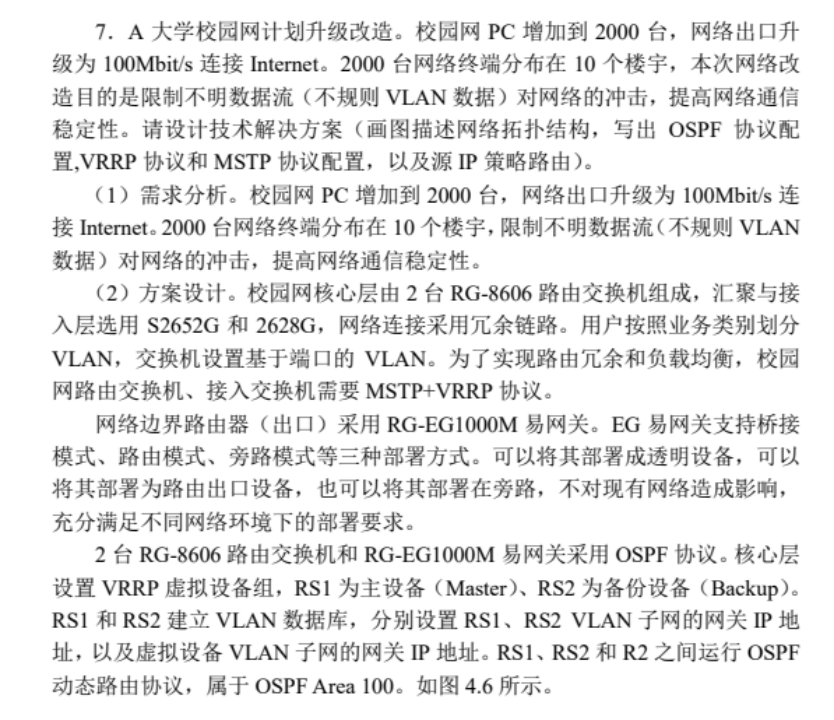 7．A 大学校园网计划升级改造。校园网 PC 增加到 2000 台，网络出口升
级为 100Mbit/s 连接 Internet。2000 台网络终端分布在 10 个楼宇，本次网络改
造目的是限制不明数据流（不规则 VLAN 数据）对网络的冲击，提高网络通信
稳定性。请设计技术解决方案（画图描述网络拓扑结构，写出 OSPF 协议配
置,VRRP 协议和 MSTP 协议配置，以及源 IP 策略路由）。
（1）需求分析。校园网 PC 增加到 2000 台，网络出口升级为 100Mbit/s 连
接 Internet。2000 台网络终端分布在 10 个楼宇，限制不明数据流（不规则 VLAN
数据）对网络的冲击，提高网络通信稳定性。
（2）方案设计。校园网核心层由 2 台 RG-8606 路由交换机组成，汇聚与接
入层选用 S2652G 和 2628G，网络连接采用冗余链路。用户按照业务类别划分
VLAN，交换机设置基于端口的 VLAN。为了实现路由冗余和负载均衡，校园
网路由交换机、接入交换机需要 MSTP+VRRP 协议。
网络边界路由器（出口）采用 RG-EG1000M 易网关。EG 易网关支持桥接
模式、路由模式、旁路模式等三种部署方式。可以将其部署成透明设备，可以
将其部署为路由出口设备，也可以将其部署在旁路，不对现有网络造成影响，
充分满足不同网络环境下的部署要求。
2 台 RG-8606 路由交换机和 RG-EG1000M 易网关采用 OSPF 协议。核心层
设置 VRRP 虚拟设备组，RS1 为主设备（Master）、RS2 为备份设备（Backup）。
RS1 和 RS2 建立 VLAN 数据库，分别设置 RS1、RS2 VLAN 子网的网关 IP 地
址，以及虚拟设备 VLAN 子网的网关 IP 地址。RS1、RS2 和 R2 之间运行 OSPF
动态路由协议，属于 OSPF Area 100。如图 4.6 所示。